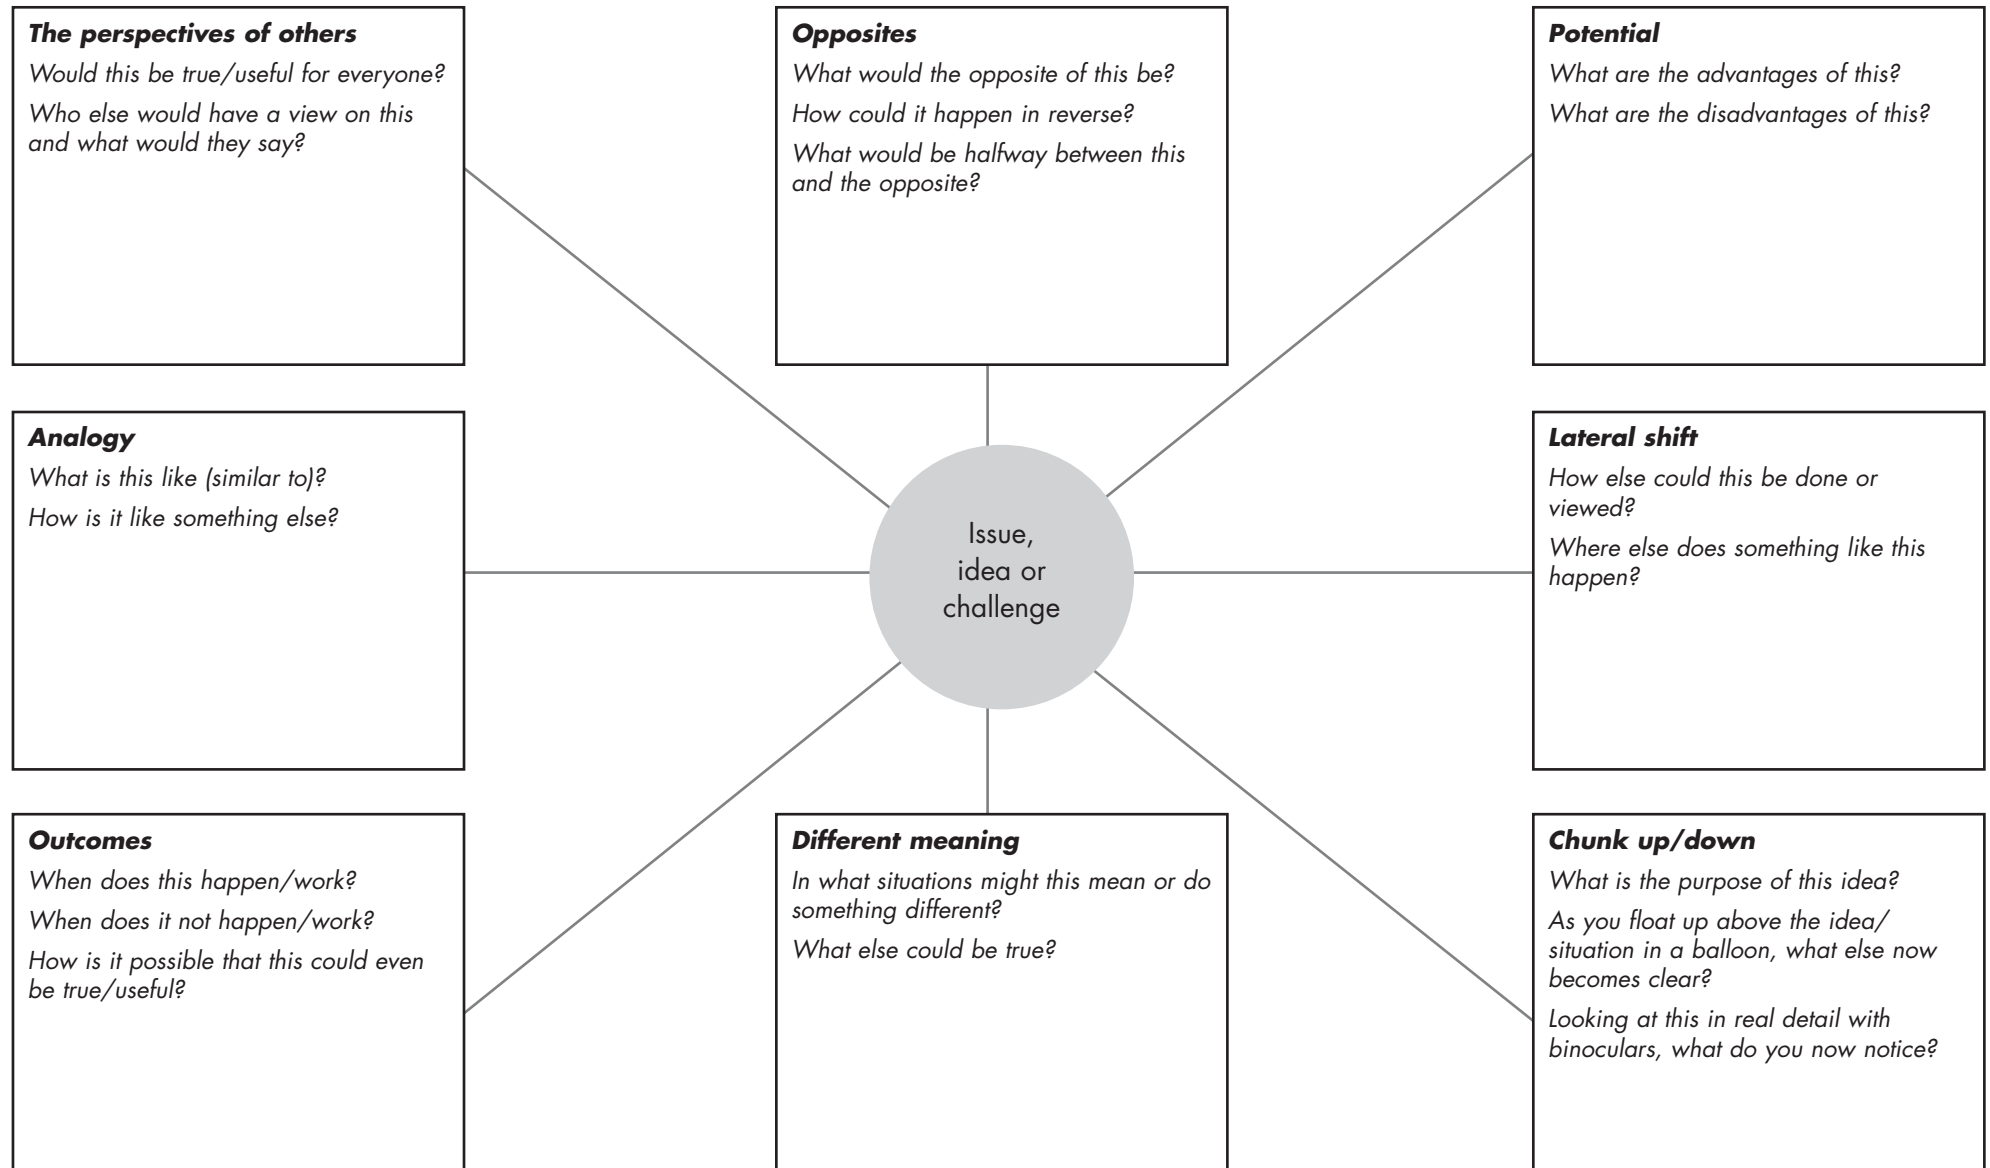 The perspectives of others
Would this be true/useful for everyone?
Who else would have a view on this
and what would they say?
Opposites
What would the opposite of this be?
How could it happen in reverse?
What would be halfway between this
and the opposite?
Potential
What are the advantages of this?
What are the disadvantages of this?
Analogy
What is this like (similar to)?
How is it like something else?
Issue,
idea or
challenge
Lateral shift
How else could this be done or
viewed?
Where else does something like this
happen?
Outcomes
When does this happen/work?
When does it not happen/work?
How is it possible that this could even
be true/useful?
Different meaning
In what situations might this mean or do
something different?
What else could be true?
Chunk up/down
What is the purpose of this idea?
As you float up above the idea/
situation in a balloon, what else now
becomes clear?
Looking at this in real detail with
binoculars, what do you now notice?